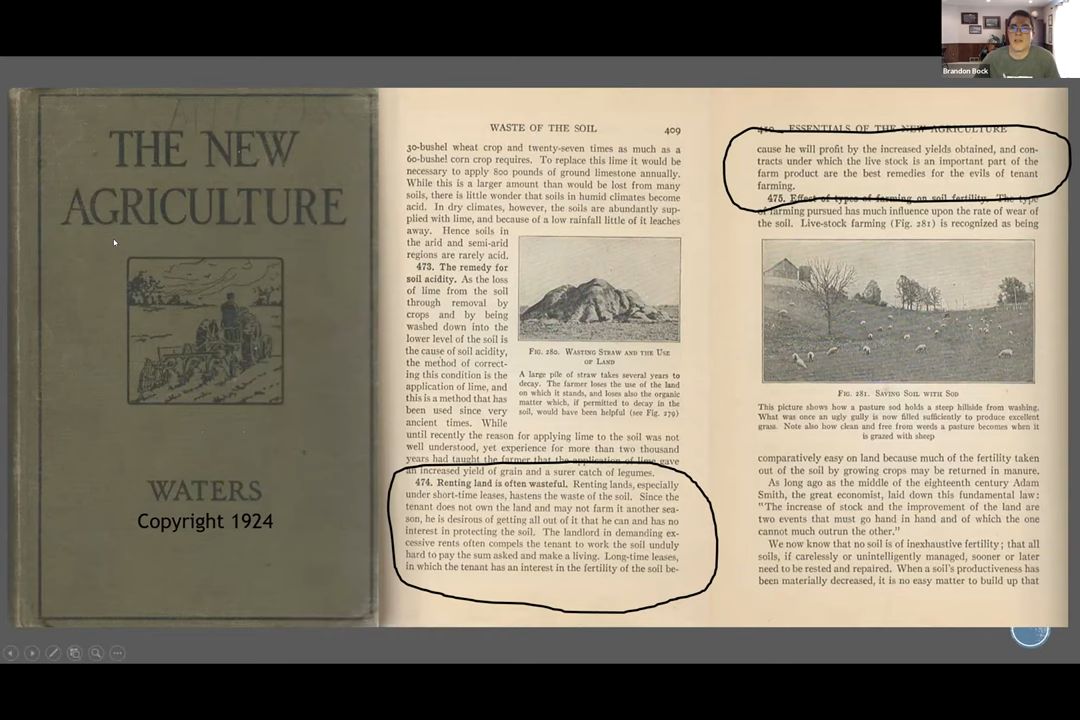 Brandon Bock
THE NEW
AGRICULTURE
WATERS
Copyright 1924
WASTE OF THE SOIL 409
30-bushel wheat crop and twenty-seven times as much as a
60-bushel corn crop requires. To replace this lime it would be
necessary to apply 800 pounds of ground limestone annually.
While this is a larger amount than would be lost from many
soils, there is little wonder that soils in humid climates become
acid. In dry climates, however, the soils are abundantly sup-
plied with lime, and because of a low rainfall little of it leaches
away. Hence soils in
the arid and semi-arid
regions are rarely acid.
473. The remedy for
soil acidity. As the loss
of lime from the soil
through removal by
crops and by being
washed down into the
lower level of the soil is
the cause of soil acidity,
the method of correct-
ing this condition is the
application of lime, and
this is a method that has
been used since very
ancient times. While
FIG. 280. WASTING STRAW AND THE USE
OF LAND
A large pile of straw takes several years to
decay. The farmer loses the use of the land
on which it stands, and loses also the organic
matter which, if permitted to decay in the
soil, would have been helpful (see Fig. 279)
until recently the reason for applying lime to the soil was not
well understood, yet experience for more than two thousand
years had taught the farmer that the application of lime gave
an increased yield of grain and a surer catch of legumes.
474. Renting land is often wasteful. Renting lands, especially
under short-time leases, hastens the waste of the soil. Since the
tenant does not own the land and may not farm it another sea-
son, he is desirous of getting all out of it that he can and has no
interest in protecting the soil. The landlord in demanding ex-
cessive rents often compels the tenant to work the soil unduly
hard to pay the sum asked and make a living. Long-time leases,
in which the tenant has an interest in the fertility of the soil be-
410 ESSENTIALS OF THE NEW AGRICULTURE
cause he will profit by the increased yields obtained, and con-
tracts under which the live stock is an important part of the
farm product are the best remedies for the evils of tenant
farming.
475. Effect of types of farming on soil fertility. The type
of farming pursued has much influence upon the rate of wear of
the soil. Live-stock farming (Fig. 281) is recognized as being
FIG. 281. SAVING SOIL WITH SOD
This picture shows how a pasture sod holds a steep hillside from washing.
What was once an ugly gully is now filled sufficiently to produce excellent
grass. Note also how clean and free from weeds a pasture becomes when it
is grazed with sheep
comparatively easy on land because much of the fertility taken
out of the soil by growing crops may be returned in manure.
As long ago as the middle of the eighteenth century Adam
Smith, the great economist, laid down this fundamental law:
"The increase of stock and the improvement of the land are
two events that must go hand in hand and of which the one
cannot much outrun the other."
We now know that no soil is of inexhaustive fertility; that all
soils, if carelessly or unintelligently managed, sooner or later
need to be rested and repaired. When a soil's productiveness has
been materially decreased, it is no easy matter to build up that